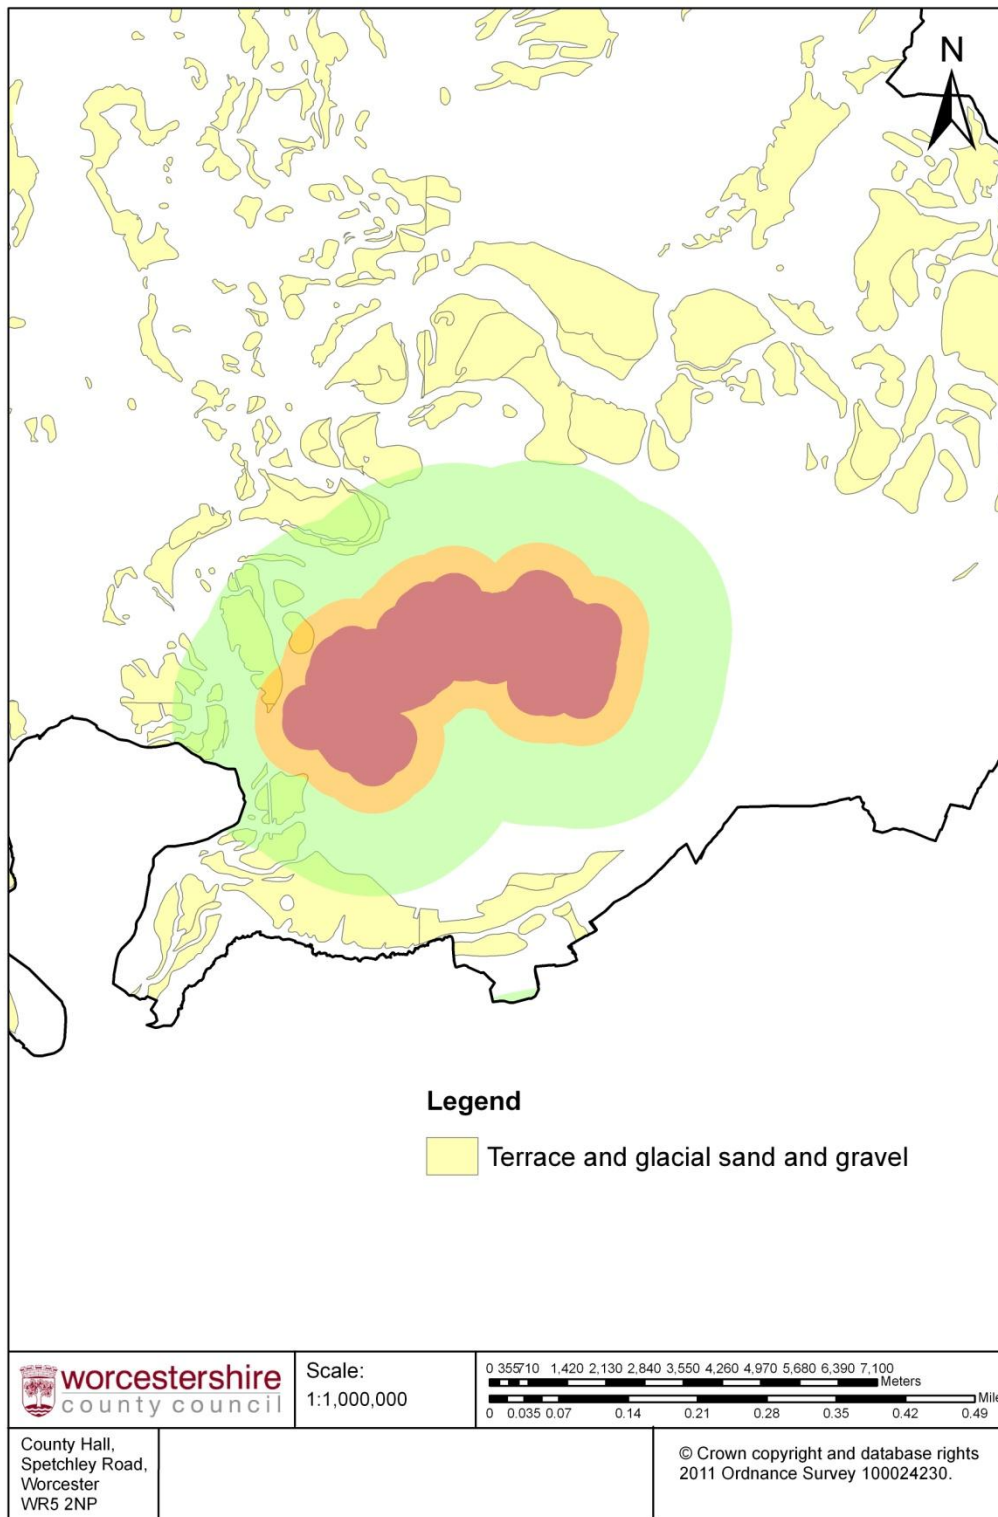 N
Legend
Terrace and glacial sand and gravel
worcestershire
county council
Scale:
1:1,000,000
0 355710 1,420 2,130 2,840 3,550 4,260 4,970 5,680 6,390 7,100
Meters
Mile
0 0.035 0.07 0.14 0.21 0.28 0.35 0.42 0.49
County Hall,
Spetchley Road,
Worcester
WR5 2NP
© Crown copyright and database rights
2011 Ordnance Survey 100024230.